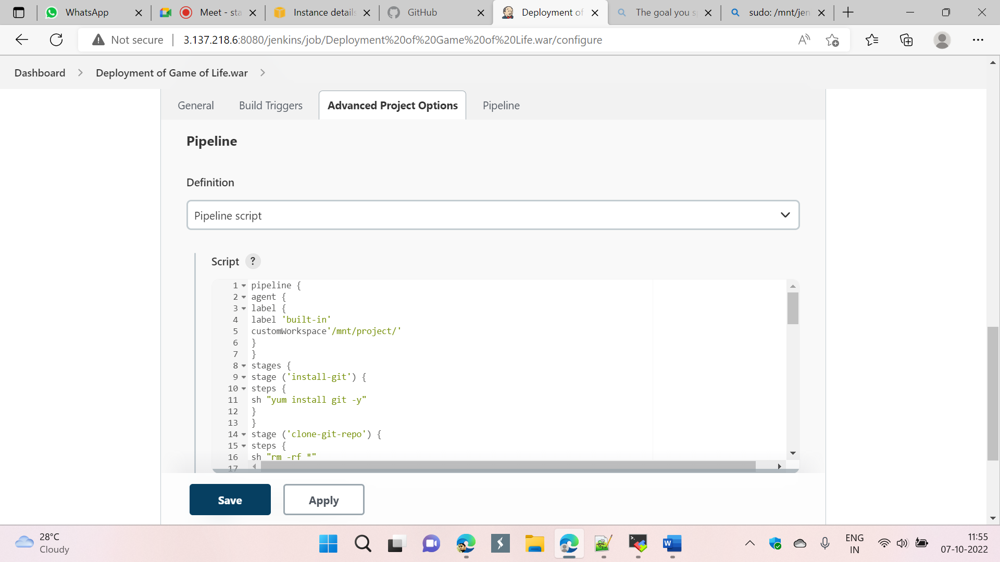 WhatsApp
Meet - sta
Instance details
GitHub
Deployment of
The goal you s
sudo: /mnt/jen
Not secure
3.137.218.6:8080/jenkins/job/Deployment%20of%20Game%20of%20Life.war/configure
Dashboard
Deployment of Game of Life.war
General
Build Triggers
Advanced Project Options
Pipeline
Pipeline
Definition
Pipeline script
Script ?
1 pipeline {
2 agent {
3 label {
4 label 'built-in'
5 customWorkspace'/mnt/project/'
6 }
7 }
8 stages {
9 stage ('install-git') {
10 steps {
11 sh "yum install git -y"
12 }
13 }
14 stage ('clone-git-repo') {
15 steps {
16 sh "rm -rf *"
17
Save
Apply
28°C
Cloudy
ENG
IN
11:55
07-10-2022